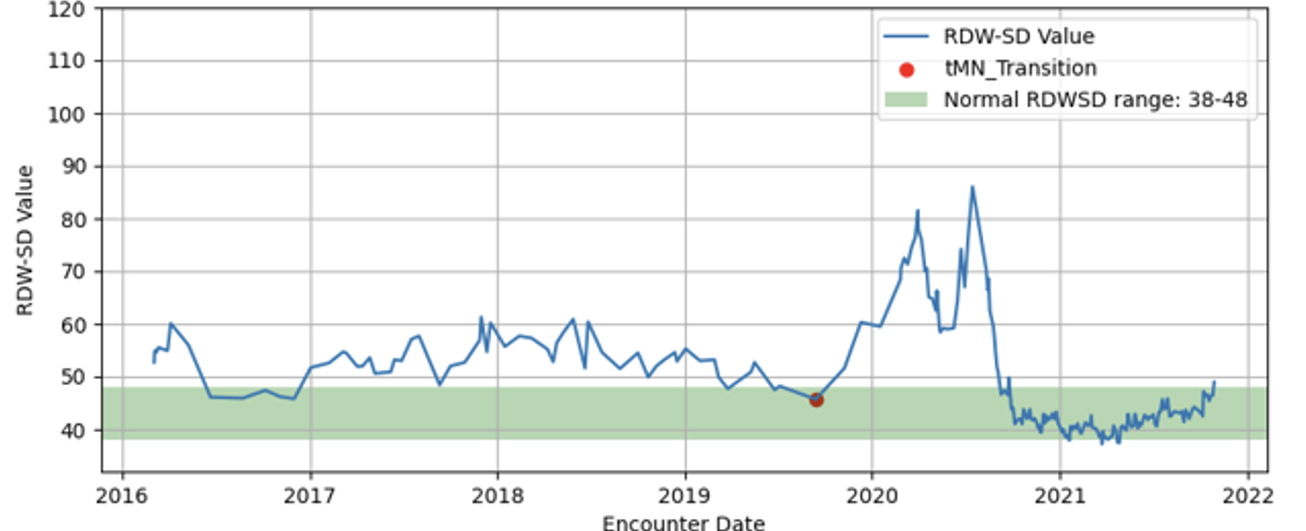 120
110
100
90
80
70
60
50
40
RDW-SD Value
RDW-SD Value
tMN_Transition
Normal RDWSD range: 38-48
2016 2017 2018 2019 2020 2021 2022
Encounter Date